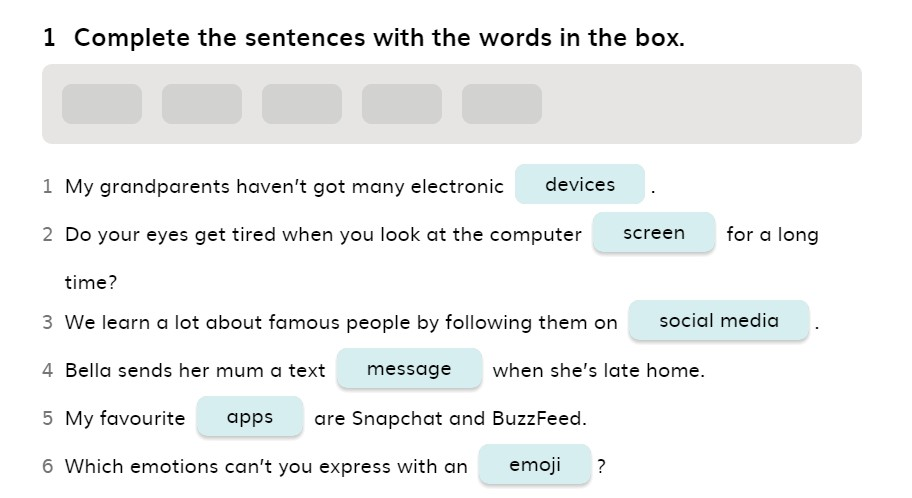 1 Complete the sentences with the words in the box.
1 My grandparents haven’t got many electronic devices .
2 Do your eyes get tired when you look at the computer screen for a long
time?
3 We learn a lot about famous people by following them on social media .
4 Bella sends her mum a text message when she’s late home.
5 My favourite apps are Snapchat and BuzzFeed.
6 Which emotions can’t you express with an emoji ?